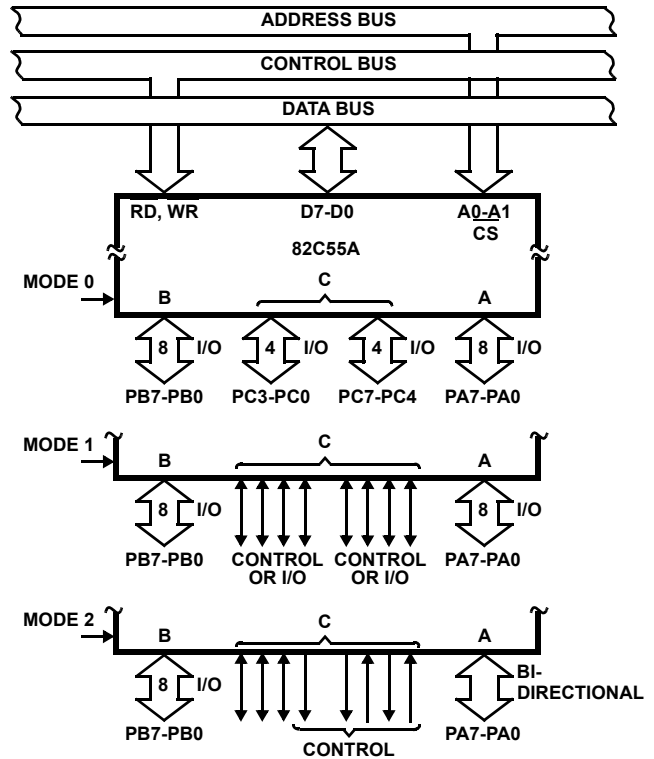 ADDRESS BUS
CONTROL BUS
DATA BUS
RD, WR
D7-D0
A0-A1
CS
82C55A
MODE 0
B
C
A
8
I/O
4
I/O
4
I/O
8
I/O
PB7-PB0
PC3-PC0
PC7-PC4
PA7-PA0
MODE 1
B
C
A
8
I/O
8
I/O
PB7-PB0
CONTROL
OR I/O
CONTROL
OR I/O
PA7-PA0
MODE 2
B
C
A
8
I/O
BI-
DIRECTIONAL
PB7-PB0
CONTROL
PA7-PA0